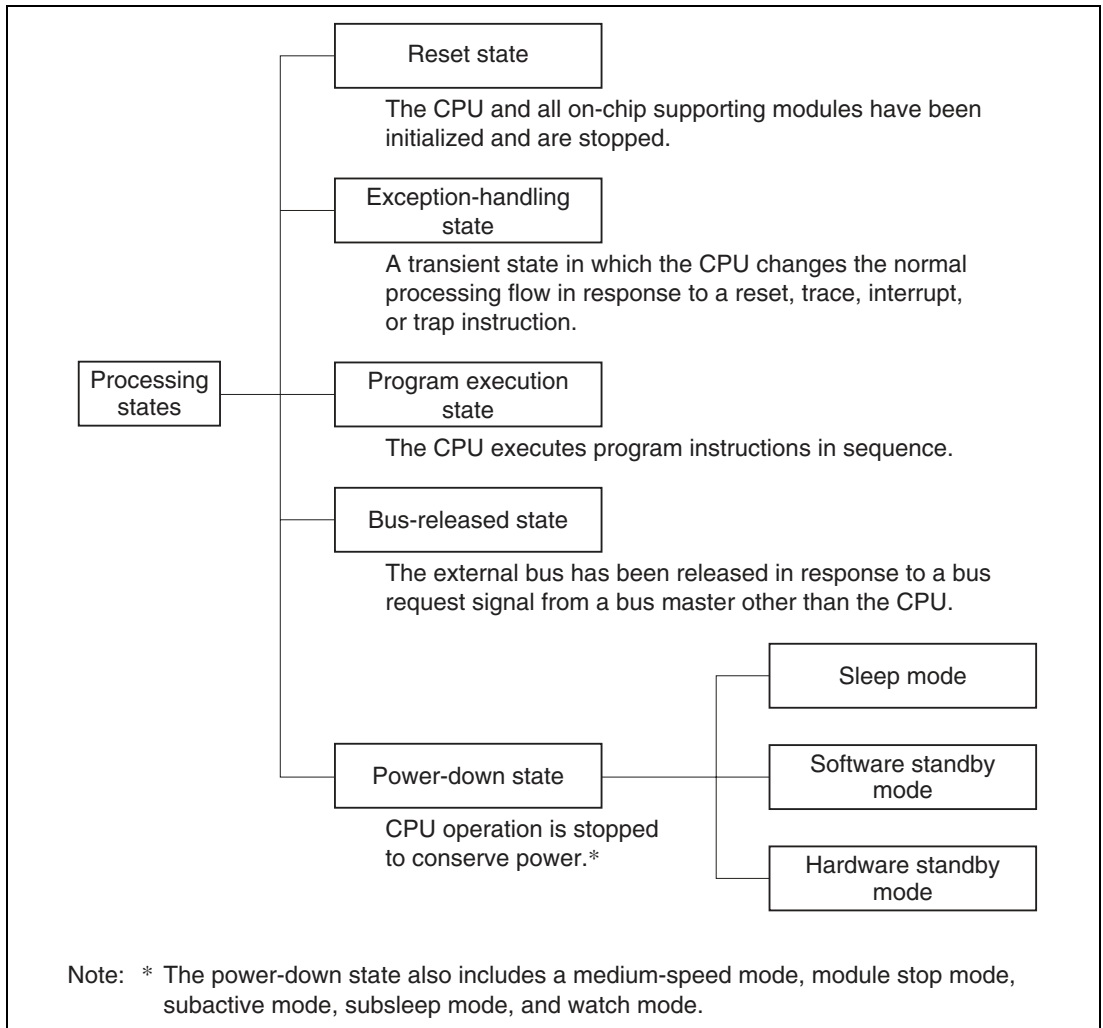 Reset state
The CPU and all on-chip supporting modules have been
initialized and are stopped.
Exception-handling
state
A transient state in which the CPU changes the normal
processing flow in response to a reset, trace, interrupt,
or trap instruction.
Processing
states
Program execution
state
The CPU executes program instructions in sequence.
Bus-released state
The external bus has been released in response to a bus
request signal from a bus master other than the CPU.
Sleep mode
Power-down state
CPU operation is stopped
to conserve power.*
Software standby
mode
Hardware standby
mode
Note: * The power-down state also includes a medium-speed mode, module stop mode,
subactive mode, subsleep mode, and watch mode.